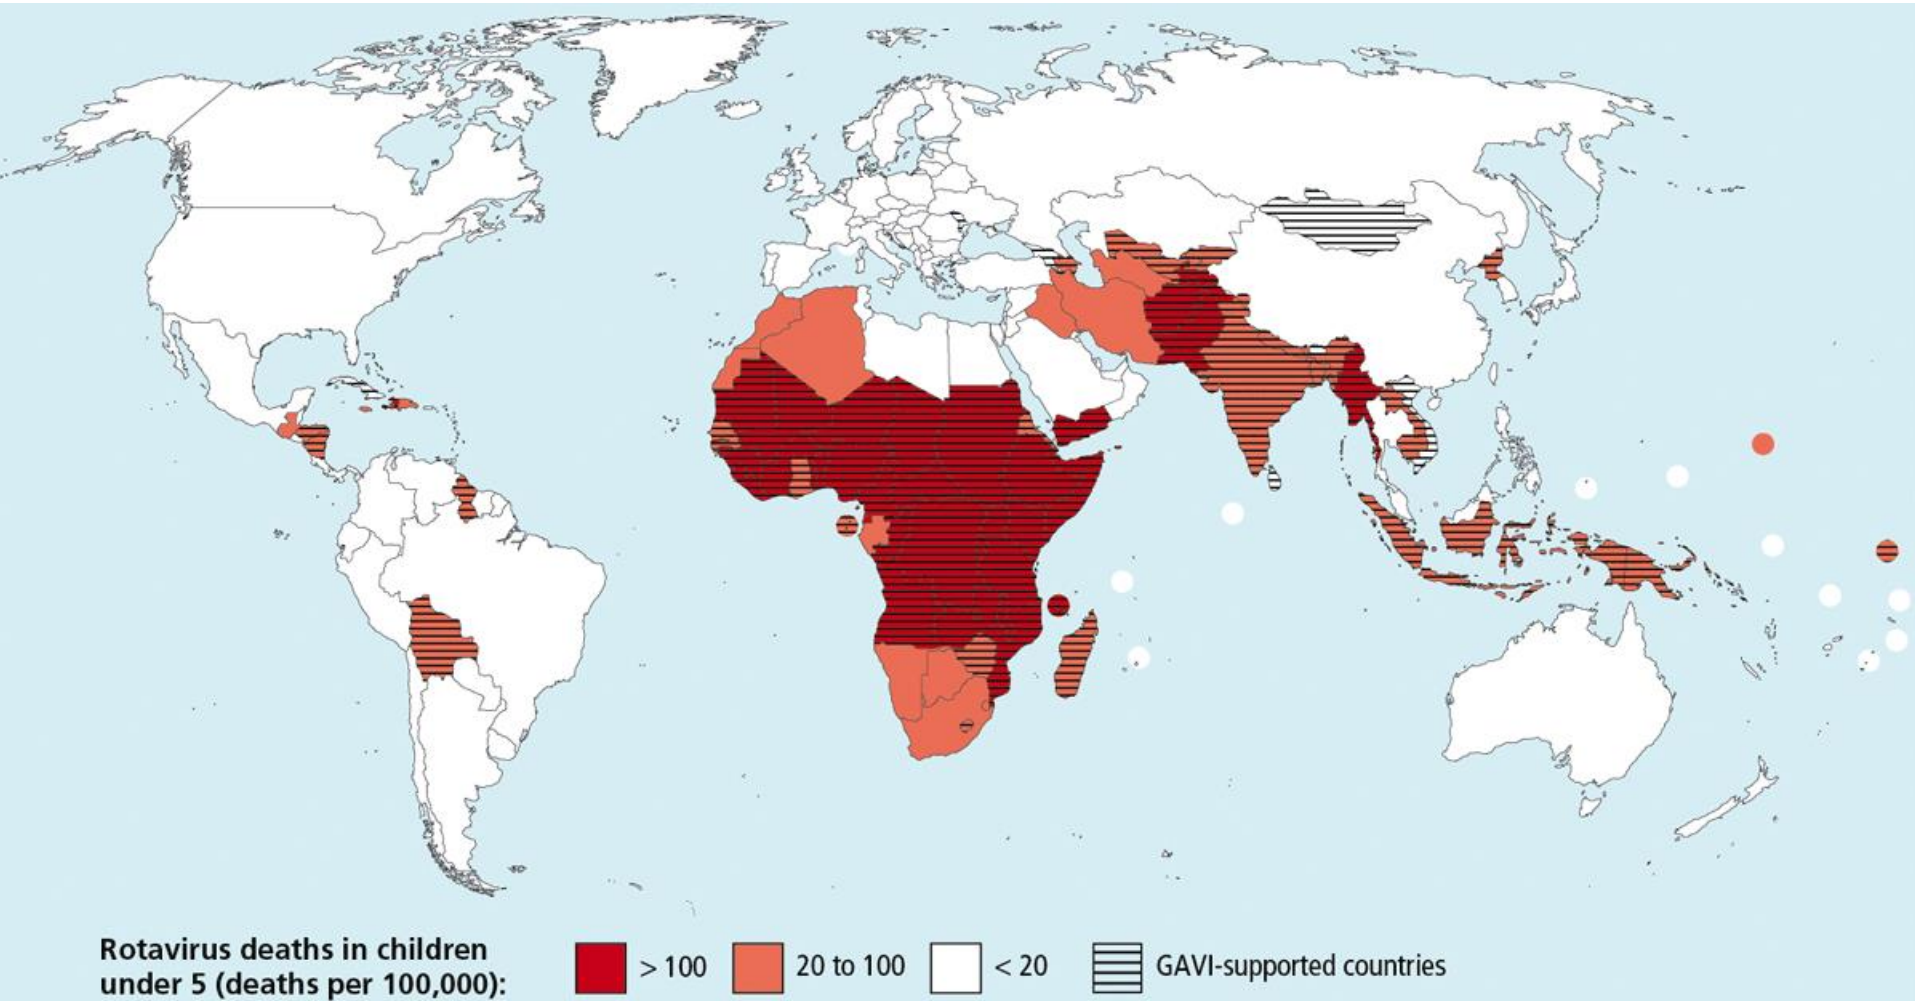 Rotavirus deaths in children
under 5 (deaths per 100,000):
> 100
20 to 100
< 20
GAVI-supported countries